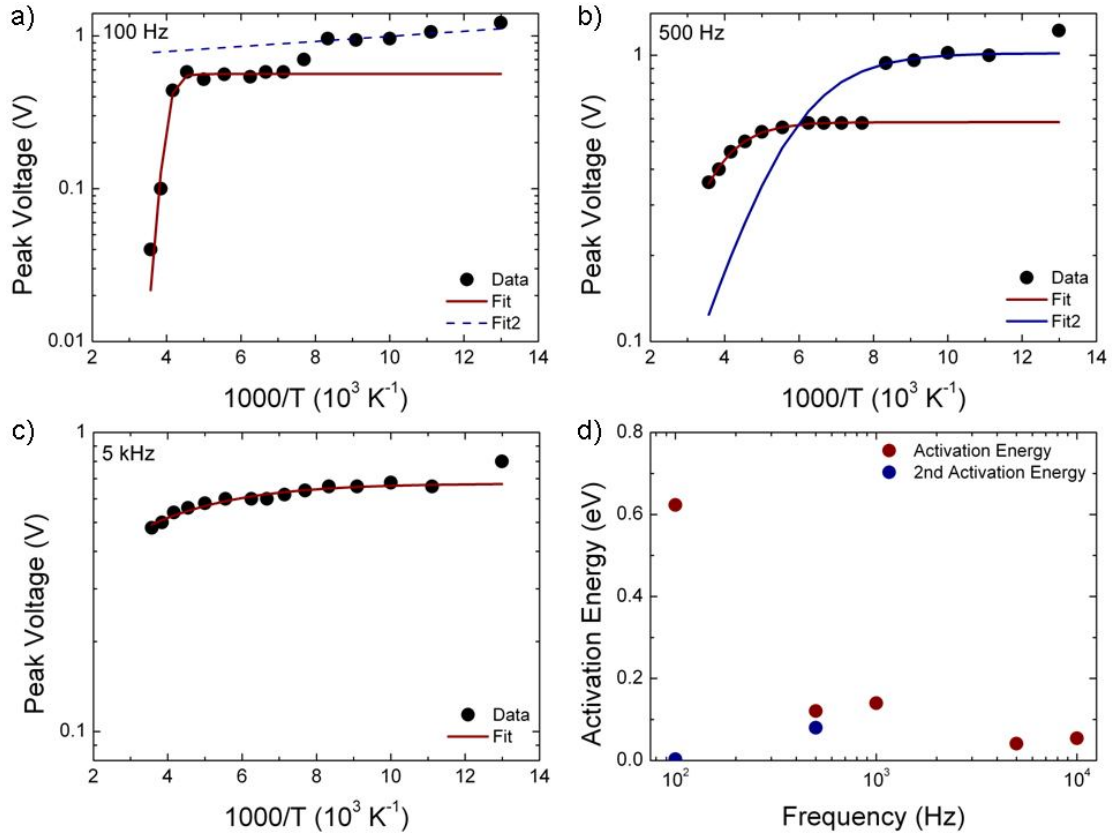 a)
100 Hz
Peak Voltage (V)
1
0.1
0.01
Data
Fit
Fit2
2 4 6 8 10 12 14
1000/T (10³ K⁻¹)
b)
500 Hz
Peak Voltage (V)
1
0.1
Data
Fit
Fit2
2 4 6 8 10 12 14
1000/T (10³ K⁻¹)
c)
5 kHz
Peak Voltage (V)
1
0.1
Data
Fit
2 4 6 8 10 12 14
1000/T (10³ K⁻¹)
d)
Activation Energy (eV)
0.8
0.6
0.4
0.2
0.0
Activation Energy
2nd Activation Energy
10² 10³ 10⁴
Frequency (Hz)